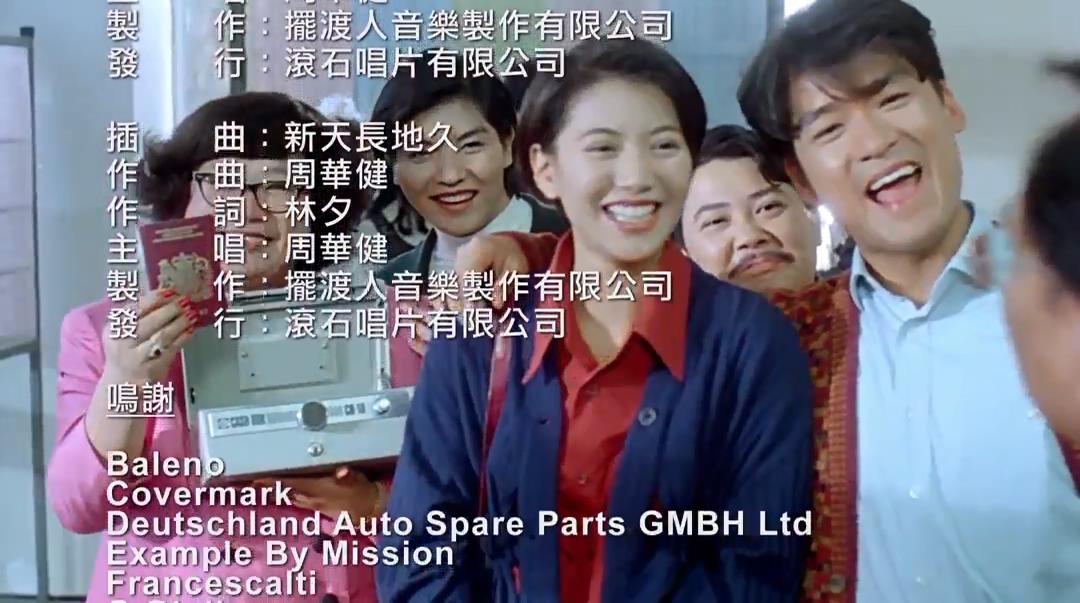 製　　作：擺渡人音樂製作有限公司
發　　行：滾石唱片有限公司
插　　曲：新天長地久
作　　曲：周華健
作　　詞：林夕
主　　唱：周華健
製　　作：擺渡人音樂製作有限公司
發　　行：滾石唱片有限公司
鳴謝
Baleno
Covermark
Deutschland Auto Spare Parts GMBH Ltd
Example By Mission
Francescalti
CASH BOX